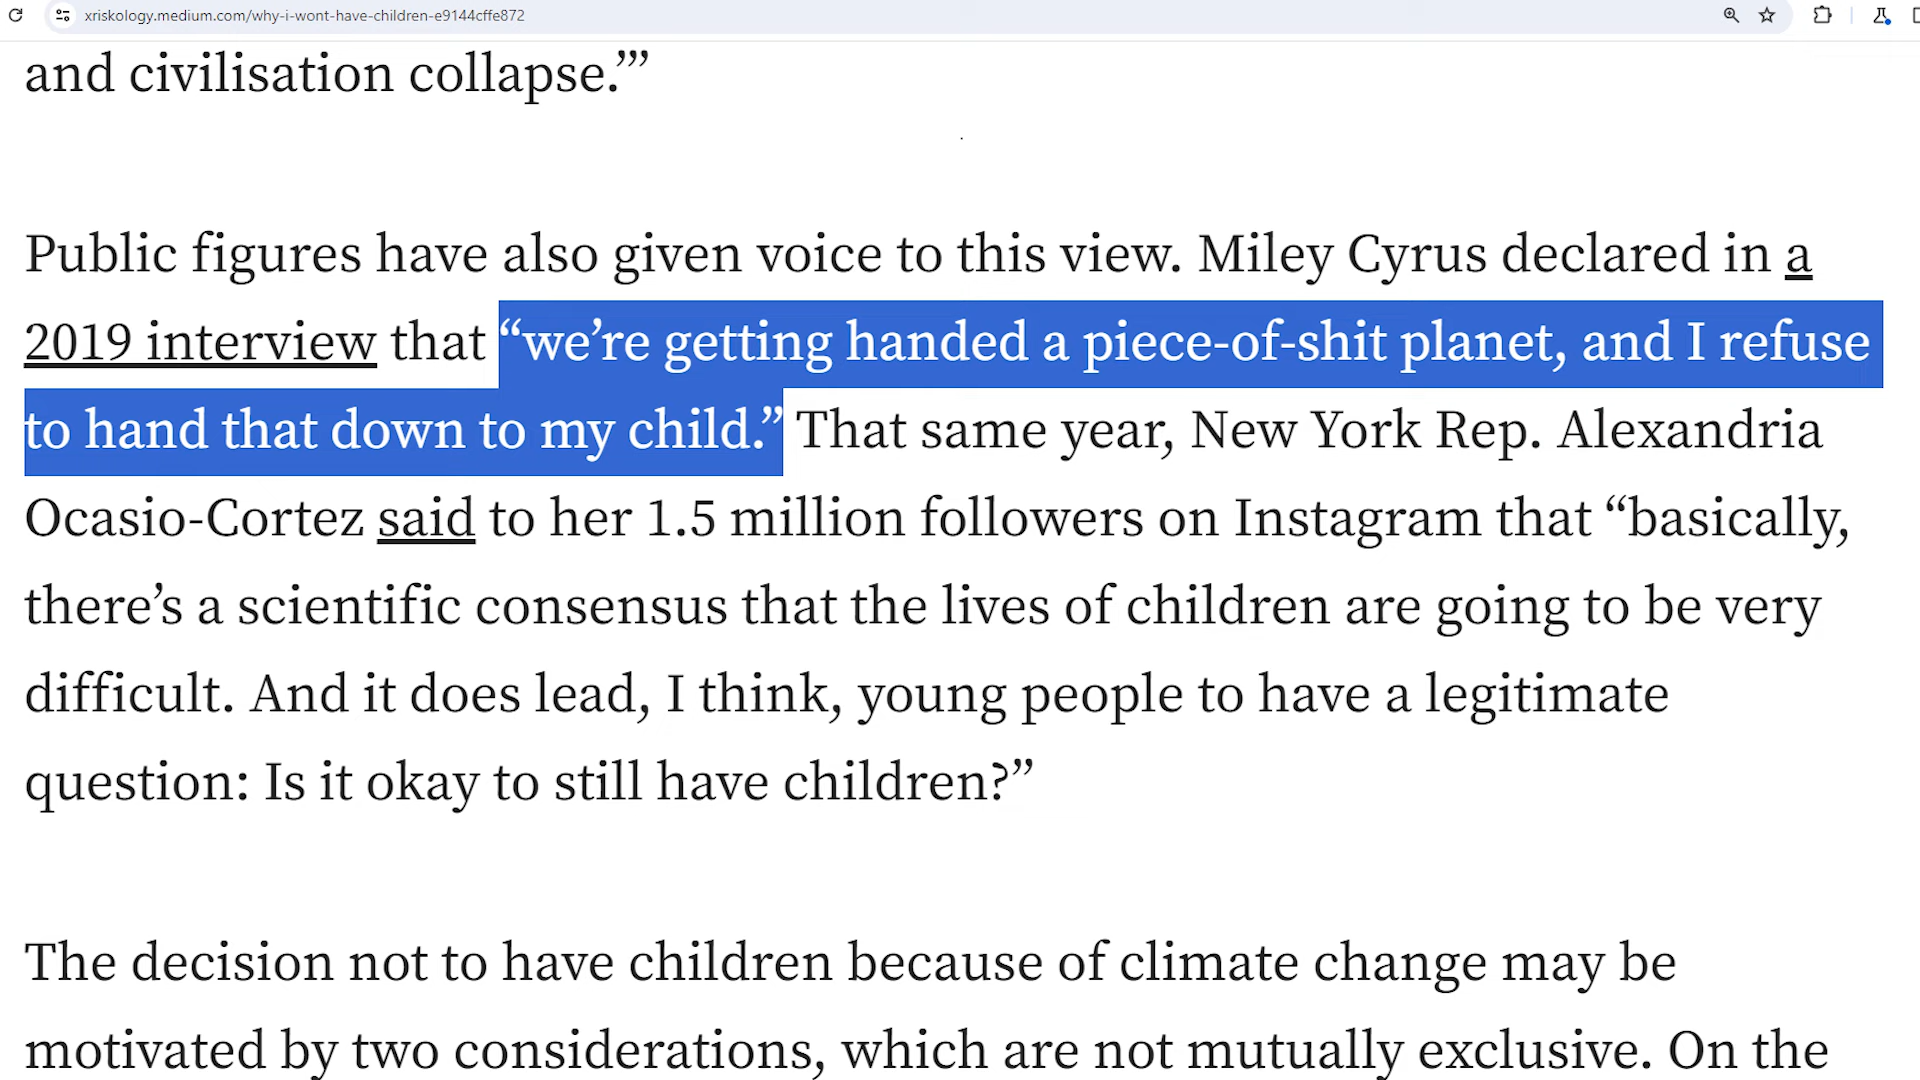 xriskology.medium.com/why-i-wont-have-children-e9144cffe872
and civilisation collapse.’”
Public figures have also given voice to this view. Miley Cyrus declared in a
2019 interview that “we’re getting handed a piece-of-shit planet, and I refuse
to hand that down to my child.” That same year, New York Rep. Alexandria
Ocasio-Cortez said to her 1.5 million followers on Instagram that “basically,
there’s a scientific consensus that the lives of children are going to be very
difficult. And it does lead, I think, young people to have a legitimate
question: Is it okay to still have children?”
The decision not to have children because of climate change may be
motivated by two considerations, which are not mutually exclusive. On the